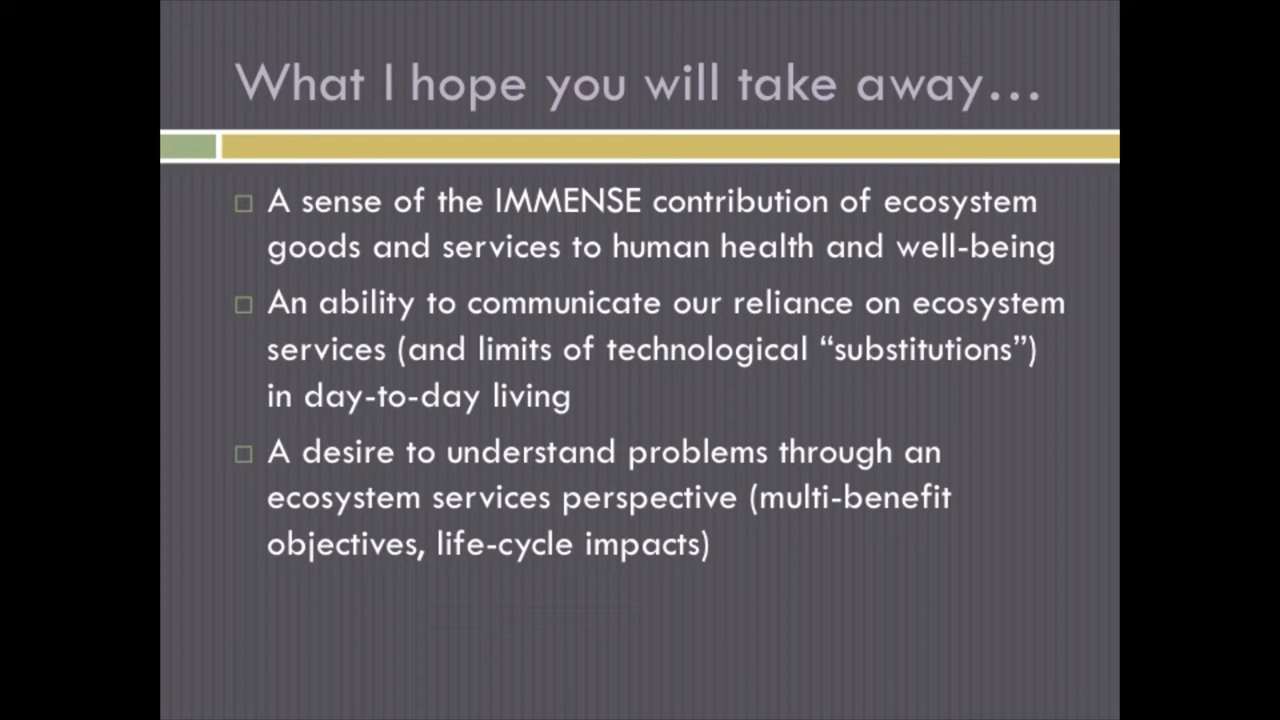 What I hope you will take away...
A sense of the IMMENSE contribution of ecosystem
goods and services to human health and well-being
An ability to communicate our reliance on ecosystem
services (and limits of technological “substitutions”)
in day-to-day living
A desire to understand problems through an
ecosystem services perspective (multi-benefit
objectives, life-cycle impacts)